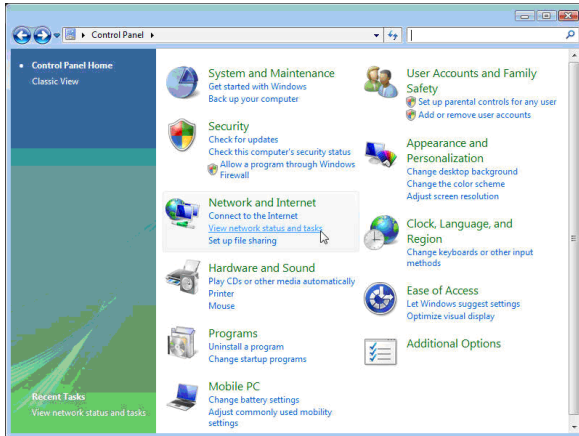 Control Panel
Control Panel Home
Classic View
System and Maintenance
Get started with Windows
Back up your computer
Security
Check for updates
Check this computer's security status
Allow a program through Windows
Firewall
Network and Internet
Connect to the Internet
View network status and tasks
Set up file sharing
Hardware and Sound
Play CDs or other media automatically
Printer
Mouse
Programs
Uninstall a program
Change startup programs
Mobile PC
Change battery settings
Adjust commonly used mobility
settings
User Accounts and Family
Safety
Set up parental controls for any user
Add or remove user accounts
Appearance and
Personalization
Change desktop background
Change the color scheme
Adjust screen resolution
Clock, Language, and
Region
Change keyboards or other input
methods
Ease of Access
Let Windows suggest settings
Optimize visual display
Additional Options
Recent Tasks
View network status and tasks